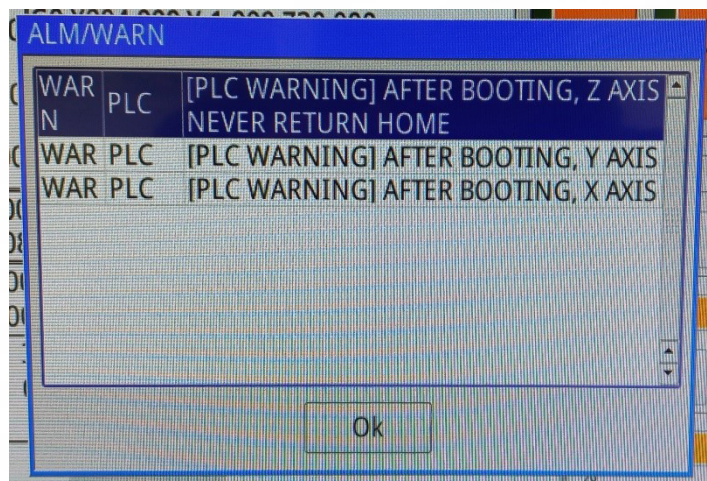 ALM/WARN
WAR PLC [PLC WARNING] AFTER BOOTING, Z AXIS
N NEVER RETURN HOME
WAR PLC [PLC WARNING] AFTER BOOTING, Y AXIS
WAR PLC [PLC WARNING] AFTER BOOTING, X AXIS
Ok